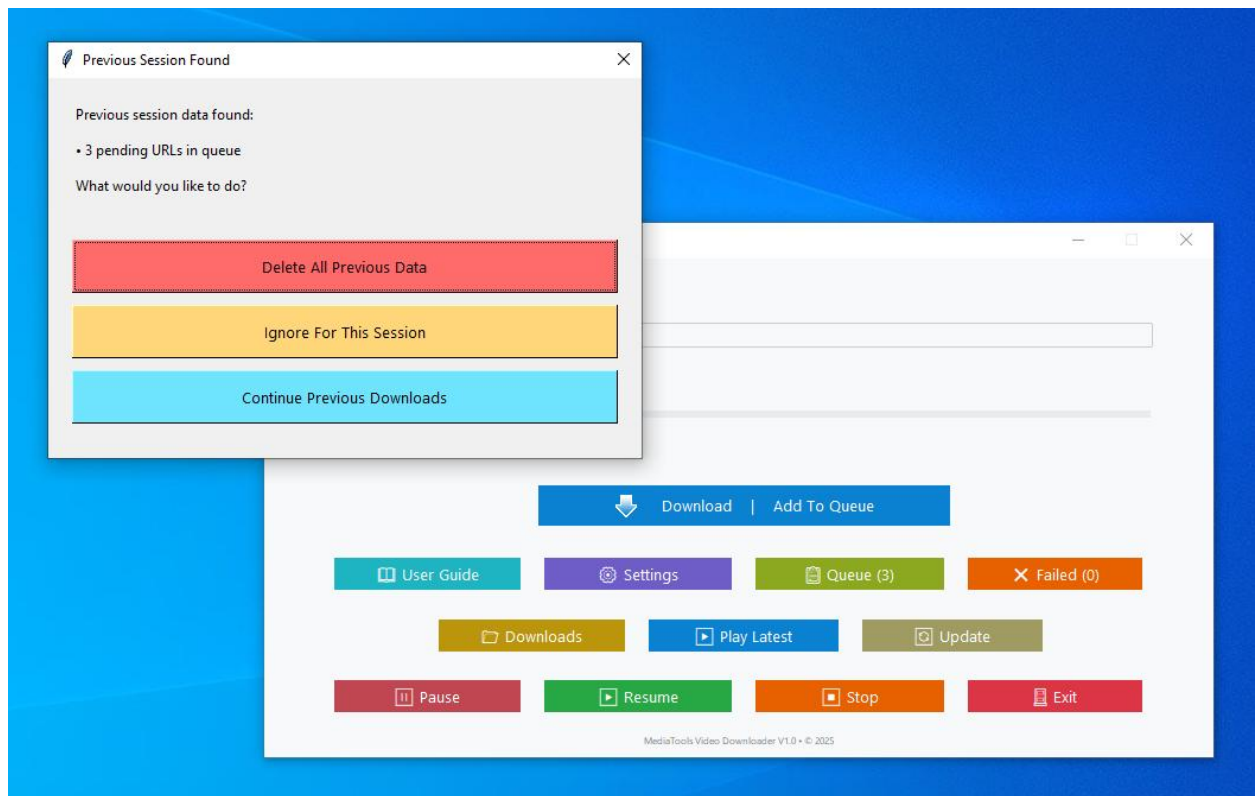 Previous Session Found
Previous session data found:
• 3 pending URLs in queue
What would you like to do?
Delete All Previous Data
Ignore For This Session
Continue Previous Downloads
Download | Add To Queue
User Guide
Settings
Queue (3)
Failed (0)
Downloads
Play Latest
Update
Pause
Resume
Stop
Exit
MediaTools Video Downloader V1.0 • © 2025